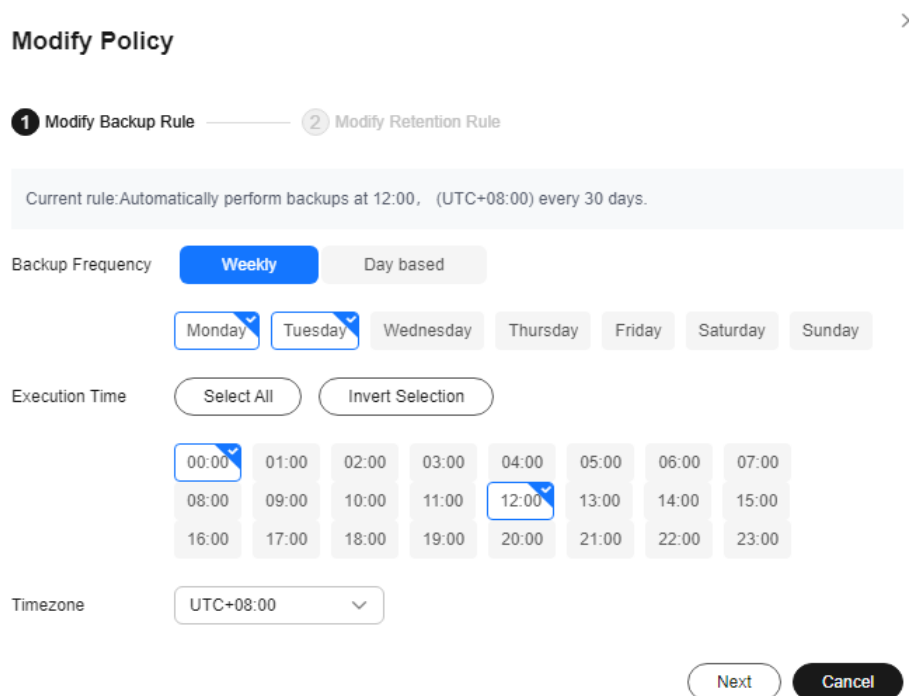 Modify Policy
1 Modify Backup Rule 2 Modify Retention Rule
Current rule:Automatically perform backups at 12:00, (UTC+08:00) every 30 days.
Backup Frequency Weekly Day based
Monday Tuesday Wednesday Thursday Friday Saturday Sunday
Execution Time Select All Invert Selection
00:00 01:00 02:00 03:00 04:00 05:00 06:00 07:00
08:00 09:00 10:00 11:00 12:00 13:00 14:00 15:00
16:00 17:00 18:00 19:00 20:00 21:00 22:00 23:00
Timezone UTC+08:00
Next Cancel